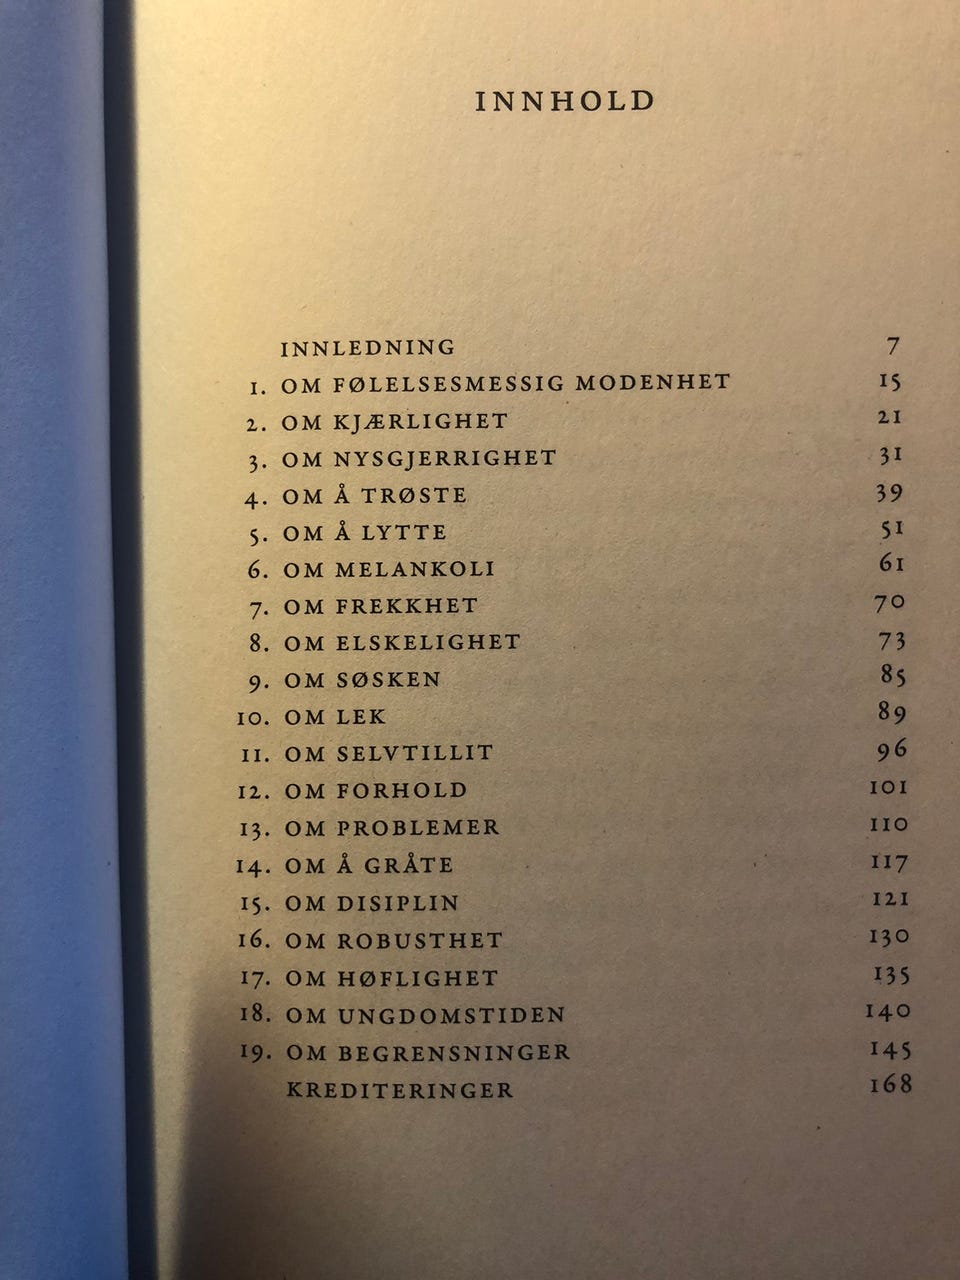 INNHOLD
INNLEDNING 7
1. OM FØLELSESMESSIG MODENHET 15
2. OM KJÆRLIGHET 21
3. OM NYSGJERRIGHET 31
4. OM Å TRØSTE 39
5. OM Å LYTTE 51
6. OM MELANKOLI 61
7. OM FREKKHET 70
8. OM ELSKELIGHET 73
9. OM SØSKEN 85
10. OM LEK 89
11. OM SELVTILLIT 96
12. OM FORHOLD 101
13. OM PROBLEMER 110
14. OM Å GRÅTE 117
15. OM DISIPLIN 121
16. OM ROBUSTHET 130
17. OM HØFLIGHET 135
18. OM UNGDOMSTIDEN 140
19. OM BEGRENSNINGER 145
KREDITERINGER 168